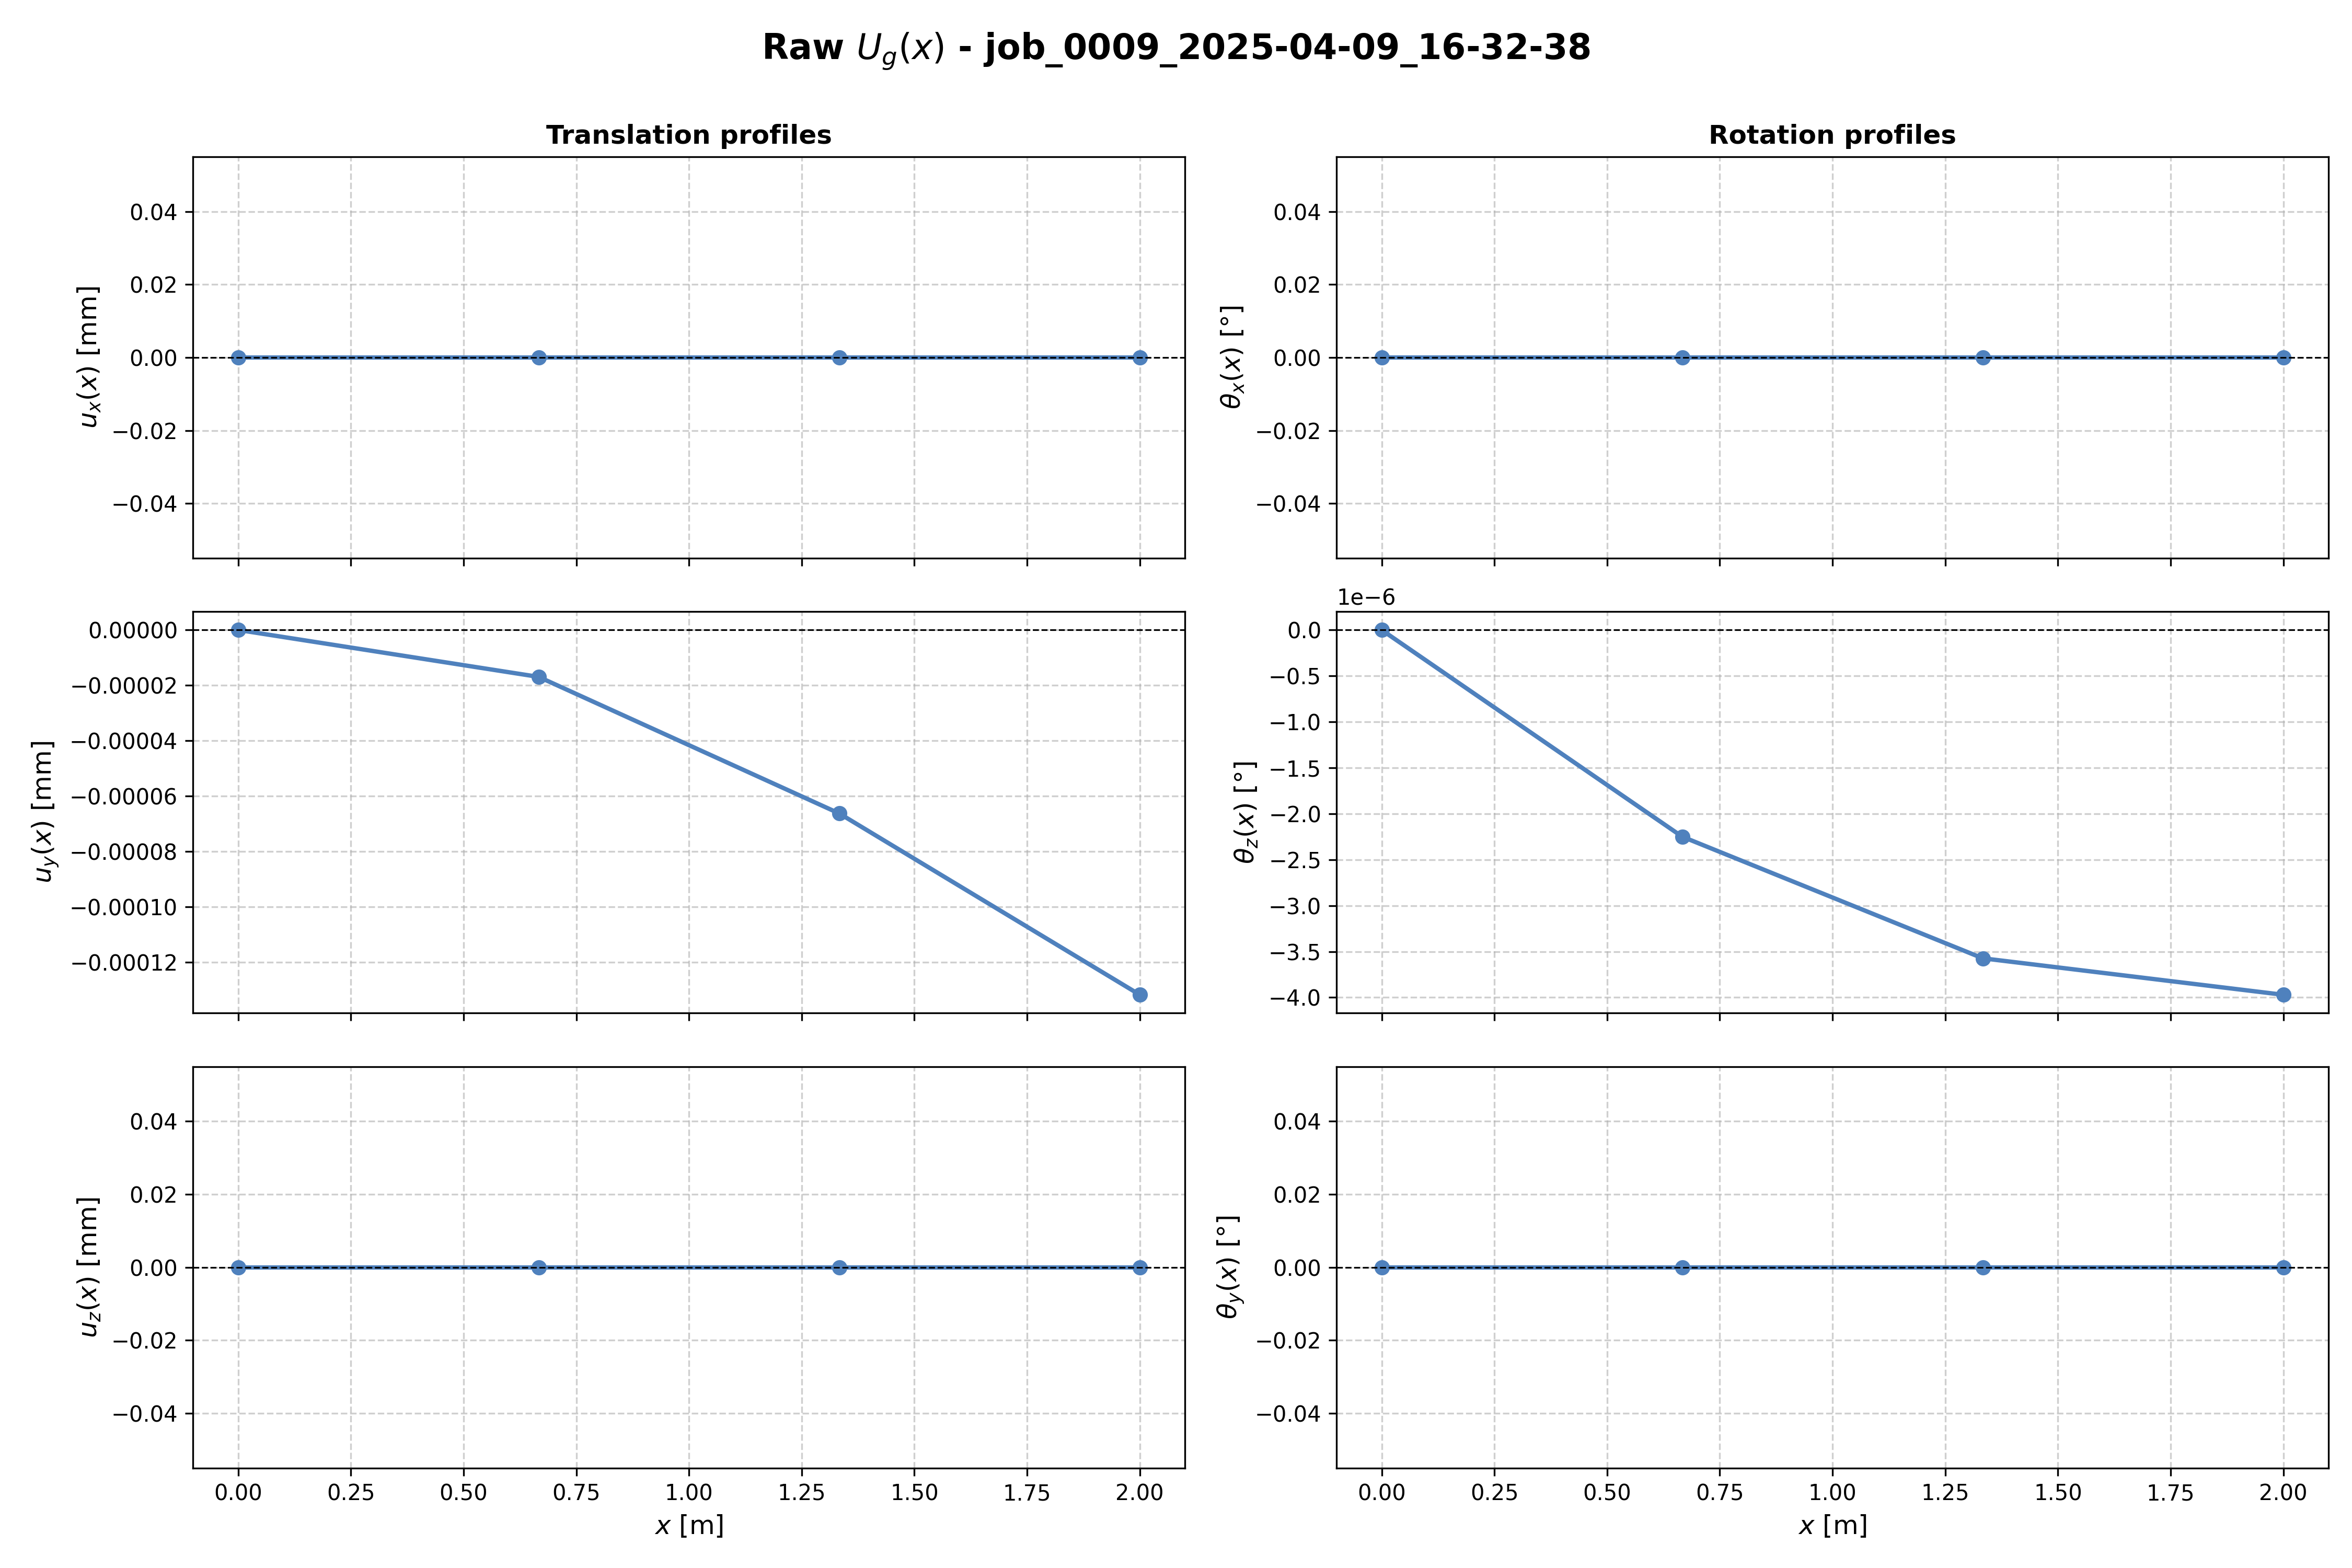 Raw U_g(x) - job_0009_2025-04-09_16-32-38
Translation profiles
Rotation profiles
u_x(x) [mm]
0.04
0.02
0.00
−0.02
−0.04
θ_x(x) [°]
0.04
0.02
0.00
−0.02
−0.04
u_y(x) [mm]
0.00000
−0.00002
−0.00004
−0.00006
−0.00008
−0.00010
−0.00012
1e−6
θ_z(x) [°]
0.0
−0.5
−1.0
−1.5
−2.0
−2.5
−3.0
−3.5
−4.0
u_z(x) [mm]
0.04
0.02
0.00
−0.02
−0.04
0.00 0.25 0.50 0.75 1.00 1.25 1.50 1.75 2.00
x [m]
θ_y(x) [°]
0.04
0.02
0.00
−0.02
−0.04
0.00 0.25 0.50 0.75 1.00 1.25 1.50 1.75 2.00
x [m]